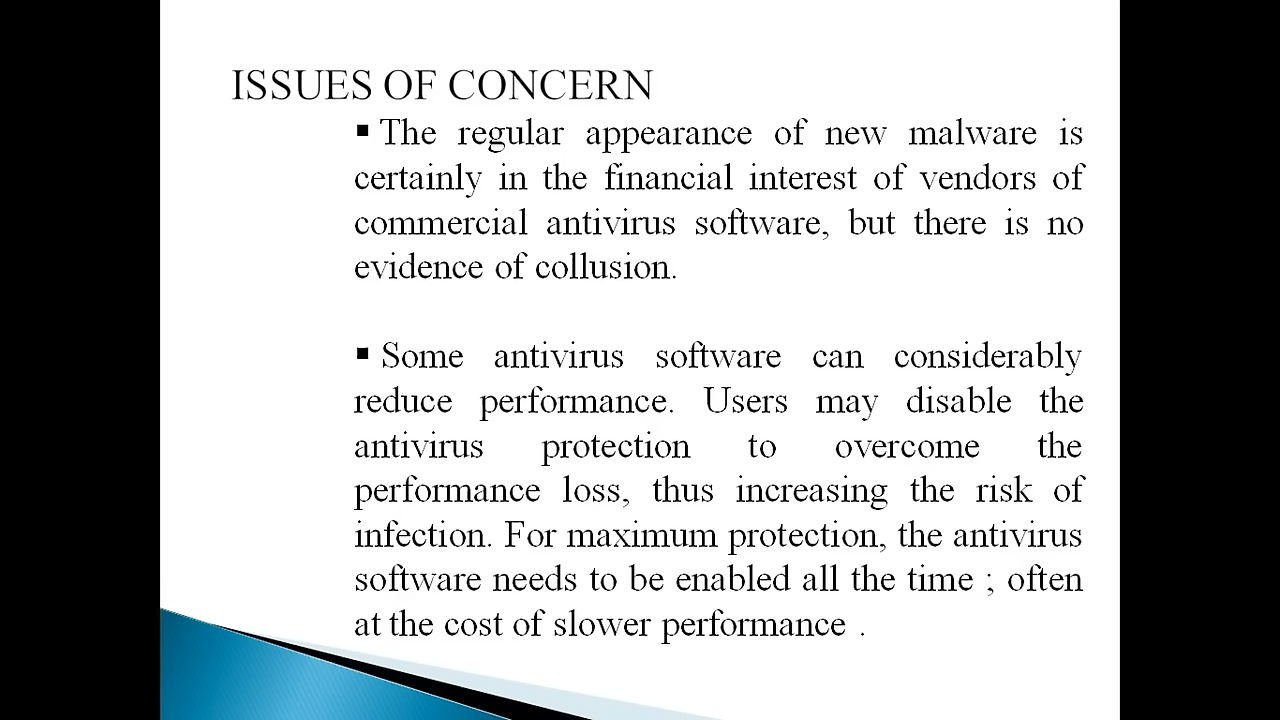 ISSUES OF CONCERN
▪ The regular appearance of new malware is
certainly in the financial interest of vendors of
commercial antivirus software, but there is no
evidence of collusion.
▪ Some antivirus software can considerably
reduce performance. Users may disable the
antivirus protection to overcome the
performance loss, thus increasing the risk of
infection. For maximum protection, the antivirus
software needs to be enabled all the time ; often
at the cost of slower performance .